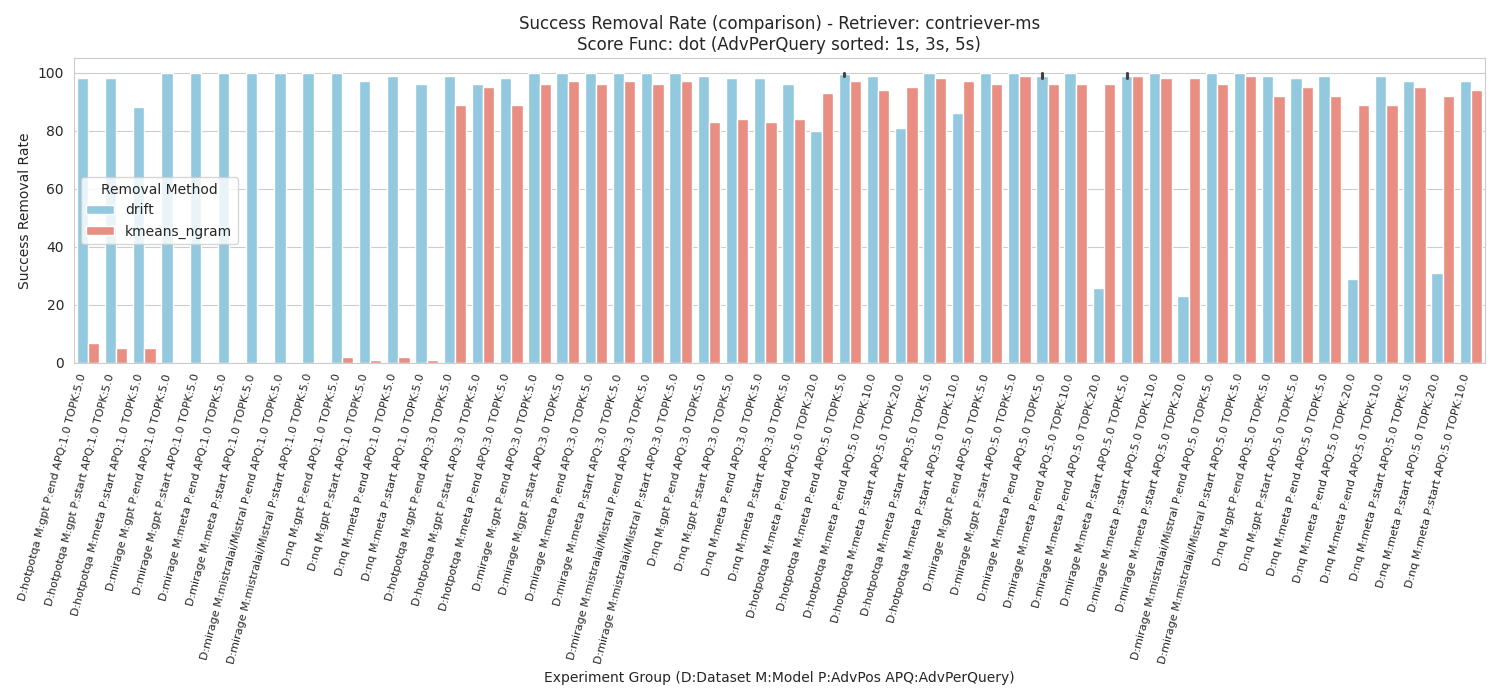 Success Removal Rate (comparison) - Retriever: contriever-ms
Score Func: dot (AdvPerQuery sorted: 1s, 3s, 5s)
Success Removal Rate
100
80
60
40
20
0
Removal Method
drift
kmeans_ngram
D:hotpotqa M:gpt P:end APQ:1.0 TOPK:5.0
D:hotpotqa M:gpt P:start APQ:1.0 TOPK:5.0
D:hotpotqa M:meta P:start APQ:1.0 TOPK:5.0
D:mirage M:gpt P:end APQ:1.0 TOPK:5.0
D:mirage M:gpt P:start APQ:1.0 TOPK:5.0
D:mirage M:meta P:end APQ:1.0 TOPK:5.0
D:mirage M:meta P:start APQ:1.0 TOPK:5.0
D:mirage M:mistralai/Mistral P:end APQ:1.0 TOPK:5.0
D:mirage M:mistralai/Mistral P:start APQ:1.0 TOPK:5.0
D:nq M:gpt P:end APQ:1.0 TOPK:5.0
D:nq M:gpt P:start APQ:1.0 TOPK:5.0
D:nq M:meta P:end APQ:1.0 TOPK:5.0
D:nq M:meta P:start APQ:1.0 TOPK:5.0
D:hotpotqa M:gpt P:end APQ:3.0 TOPK:5.0
D:hotpotqa M:gpt P:start APQ:3.0 TOPK:5.0
D:hotpotqa M:meta P:end APQ:3.0 TOPK:5.0
D:mirage M:gpt P:end APQ:3.0 TOPK:5.0
D:mirage M:gpt P:start APQ:3.0 TOPK:5.0
D:mirage M:meta P:end APQ:3.0 TOPK:5.0
D:mirage M:meta P:start APQ:3.0 TOPK:5.0
D:mirage M:mistralai/Mistral P:end APQ:3.0 TOPK:5.0
D:mirage M:mistralai/Mistral P:start APQ:3.0 TOPK:5.0
D:nq M:gpt P:end APQ:3.0 TOPK:5.0
D:nq M:gpt P:start APQ:3.0 TOPK:5.0
D:nq M:meta P:end APQ:3.0 TOPK:5.0
D:nq M:meta P:start APQ:3.0 TOPK:5.0
D:hotpotqa M:meta P:end APQ:5.0 TOPK:20.0
D:hotpotqa M:meta P:end APQ:5.0 TOPK:5.0
D:hotpotqa M:meta P:end APQ:5.0 TOPK:10.0
D:hotpotqa M:meta P:start APQ:5.0 TOPK:20.0
D:hotpotqa M:meta P:start APQ:5.0 TOPK:5.0
D:hotpotqa M:meta P:start APQ:5.0 TOPK:10.0
D:mirage M:gpt P:end APQ:5.0 TOPK:5.0
D:mirage M:gpt P:start APQ:5.0 TOPK:5.0
D:mirage M:meta P:end APQ:5.0 TOPK:5.0
D:mirage M:meta P:end APQ:5.0 TOPK:10.0
D:mirage M:meta P:end APQ:5.0 TOPK:20.0
D:mirage M:meta P:start APQ:5.0 TOPK:5.0
D:mirage M:meta P:start APQ:5.0 TOPK:10.0
D:mirage M:meta P:start APQ:5.0 TOPK:20.0
D:mirage M:mistralai/Mistral P:end APQ:5.0 TOPK:5.0
D:mirage M:mistralai/Mistral P:start APQ:5.0 TOPK:5.0
D:nq M:gpt P:end APQ:5.0 TOPK:5.0
D:nq M:gpt P:start APQ:5.0 TOPK:5.0
D:nq M:meta P:end APQ:5.0 TOPK:5.0
D:nq M:meta P:end APQ:5.0 TOPK:20.0
D:nq M:meta P:end APQ:5.0 TOPK:10.0
D:nq M:meta P:start APQ:5.0 TOPK:5.0
D:nq M:meta P:start APQ:5.0 TOPK:20.0
D:nq M:meta P:start APQ:5.0 TOPK:10.0
Experiment Group (D:Dataset M:Model P:AdvPos APQ:AdvPerQuery)